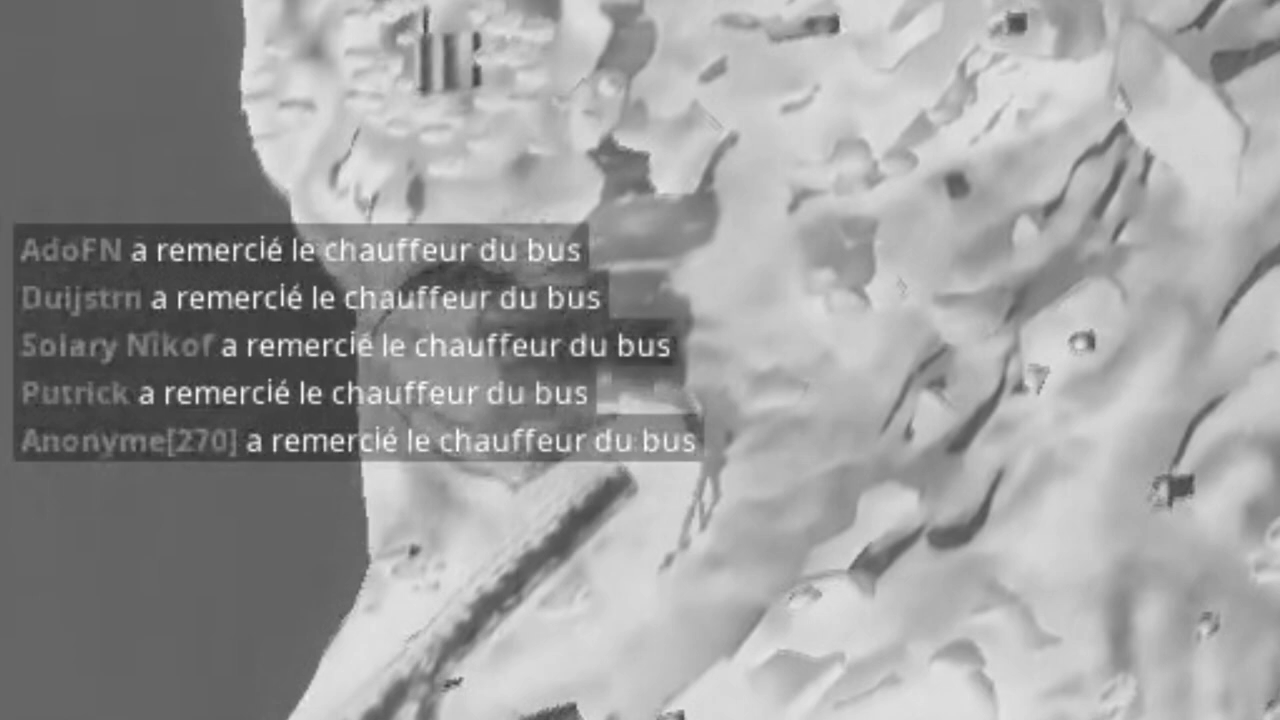 AdoFN a remercié le chauffeur du bus
Duijstrn a remercié le chauffeur du bus
Solary Nikof a remercié le chauffeur du bus
Putrick a remercié le chauffeur du bus
Anonyme[270] a remercié le chauffeur du bus